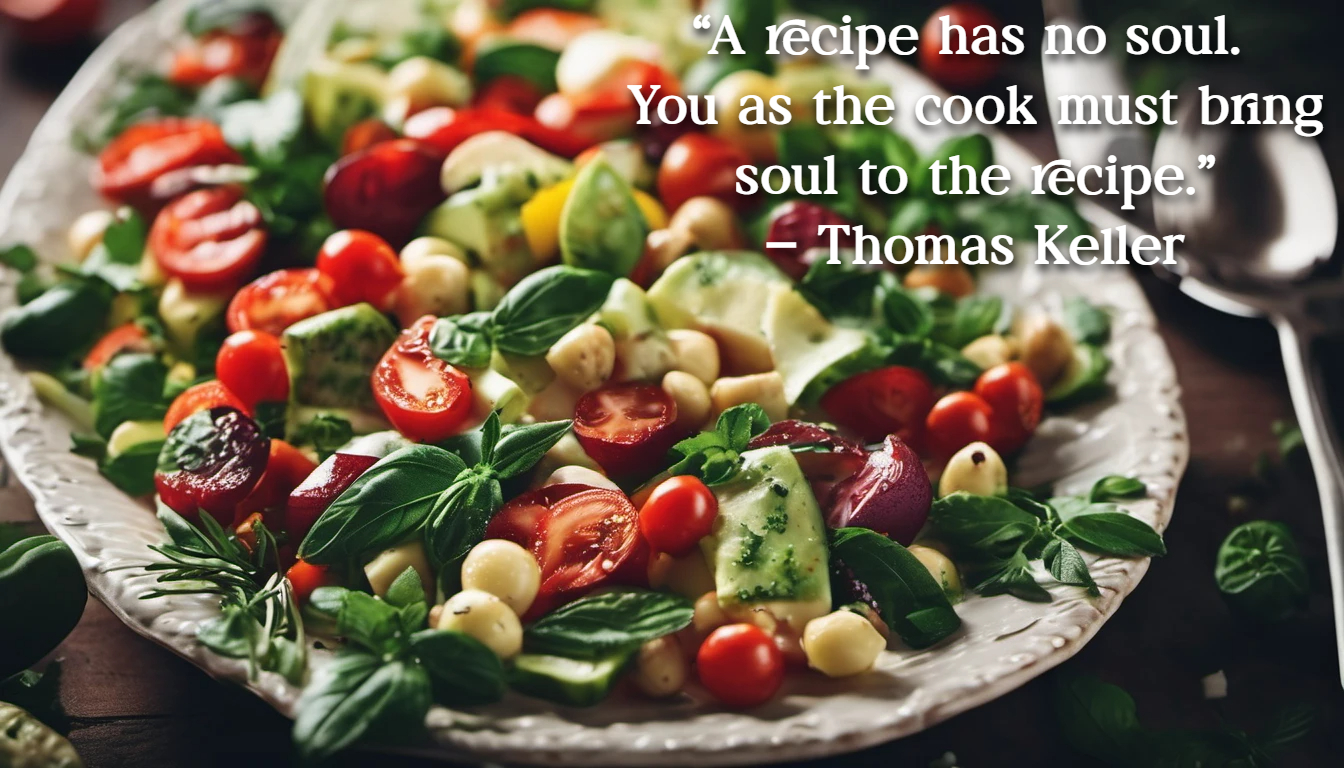 “A recipe has no soul.
You as the cook must bring
soul to the recipe.”
– Thomas Keller